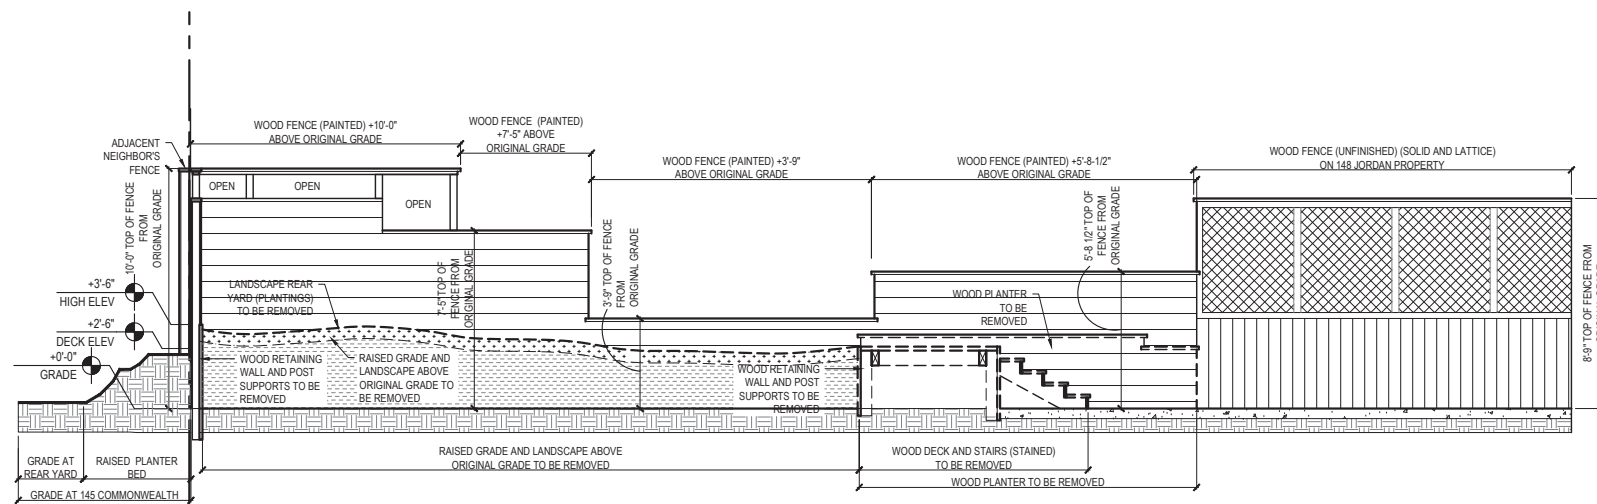 WOOD FENCE (PAINTED) +10'-0"
ABOVE ORIGINAL GRADE
WOOD FENCE (PAINTED)
+7'-5" ABOVE
ORIGINAL GRADE
WOOD FENCE (PAINTED) +3'-9"
ABOVE ORIGINAL GRADE
WOOD FENCE (PAINTED) +5'-8-1/2"
ABOVE ORIGINAL GRADE
WOOD FENCE (UNFINISHED) (SOLID AND LATTICE)
ON 148 JORDAN PROPERTY
ADJACENT
NEIGHBOR'S
FENCE
OPEN
OPEN
OPEN
10'-0" TOP OF FENCE
FROM
ORIGINAL GRADE
7'-5" TOP OF
FENCE FROM
ORIGINAL GRADE
3'-9" TOP OF FENCE
FROM
ORIGINAL GRADE
5'-8 1/2" TOP OF
FENCE FROM
ORIGINAL GRADE
8'-9" TOP OF FENCE FROM
+3'-6"
HIGH ELEV
+2'-6"
DECK ELEV
+0'-0"
GRADE
LANDSCAPE REAR
YARD (PLANTINGS)
TO BE REMOVED
WOOD PLANTER
TO BE
REMOVED
WOOD RETAINING
WALL AND POST
SUPPORTS TO BE
REMOVED
RAISED GRADE AND
LANDSCAPE ABOVE
ORIGINAL GRADE TO
BE REMOVED
WOOD RETAINING
WALL AND POST
SUPPORTS TO BE
REMOVED
GRADE AT
REAR YARD
RAISED PLANTER
BED
GRADE AT 145 COMMONWEALTH
RAISED GRADE AND LANDSCAPE ABOVE
ORIGINAL GRADE TO BE REMOVED
WOOD DECK AND STAIRS (STAINED)
TO BE REMOVED
WOOD PLANTER TO BE REMOVED